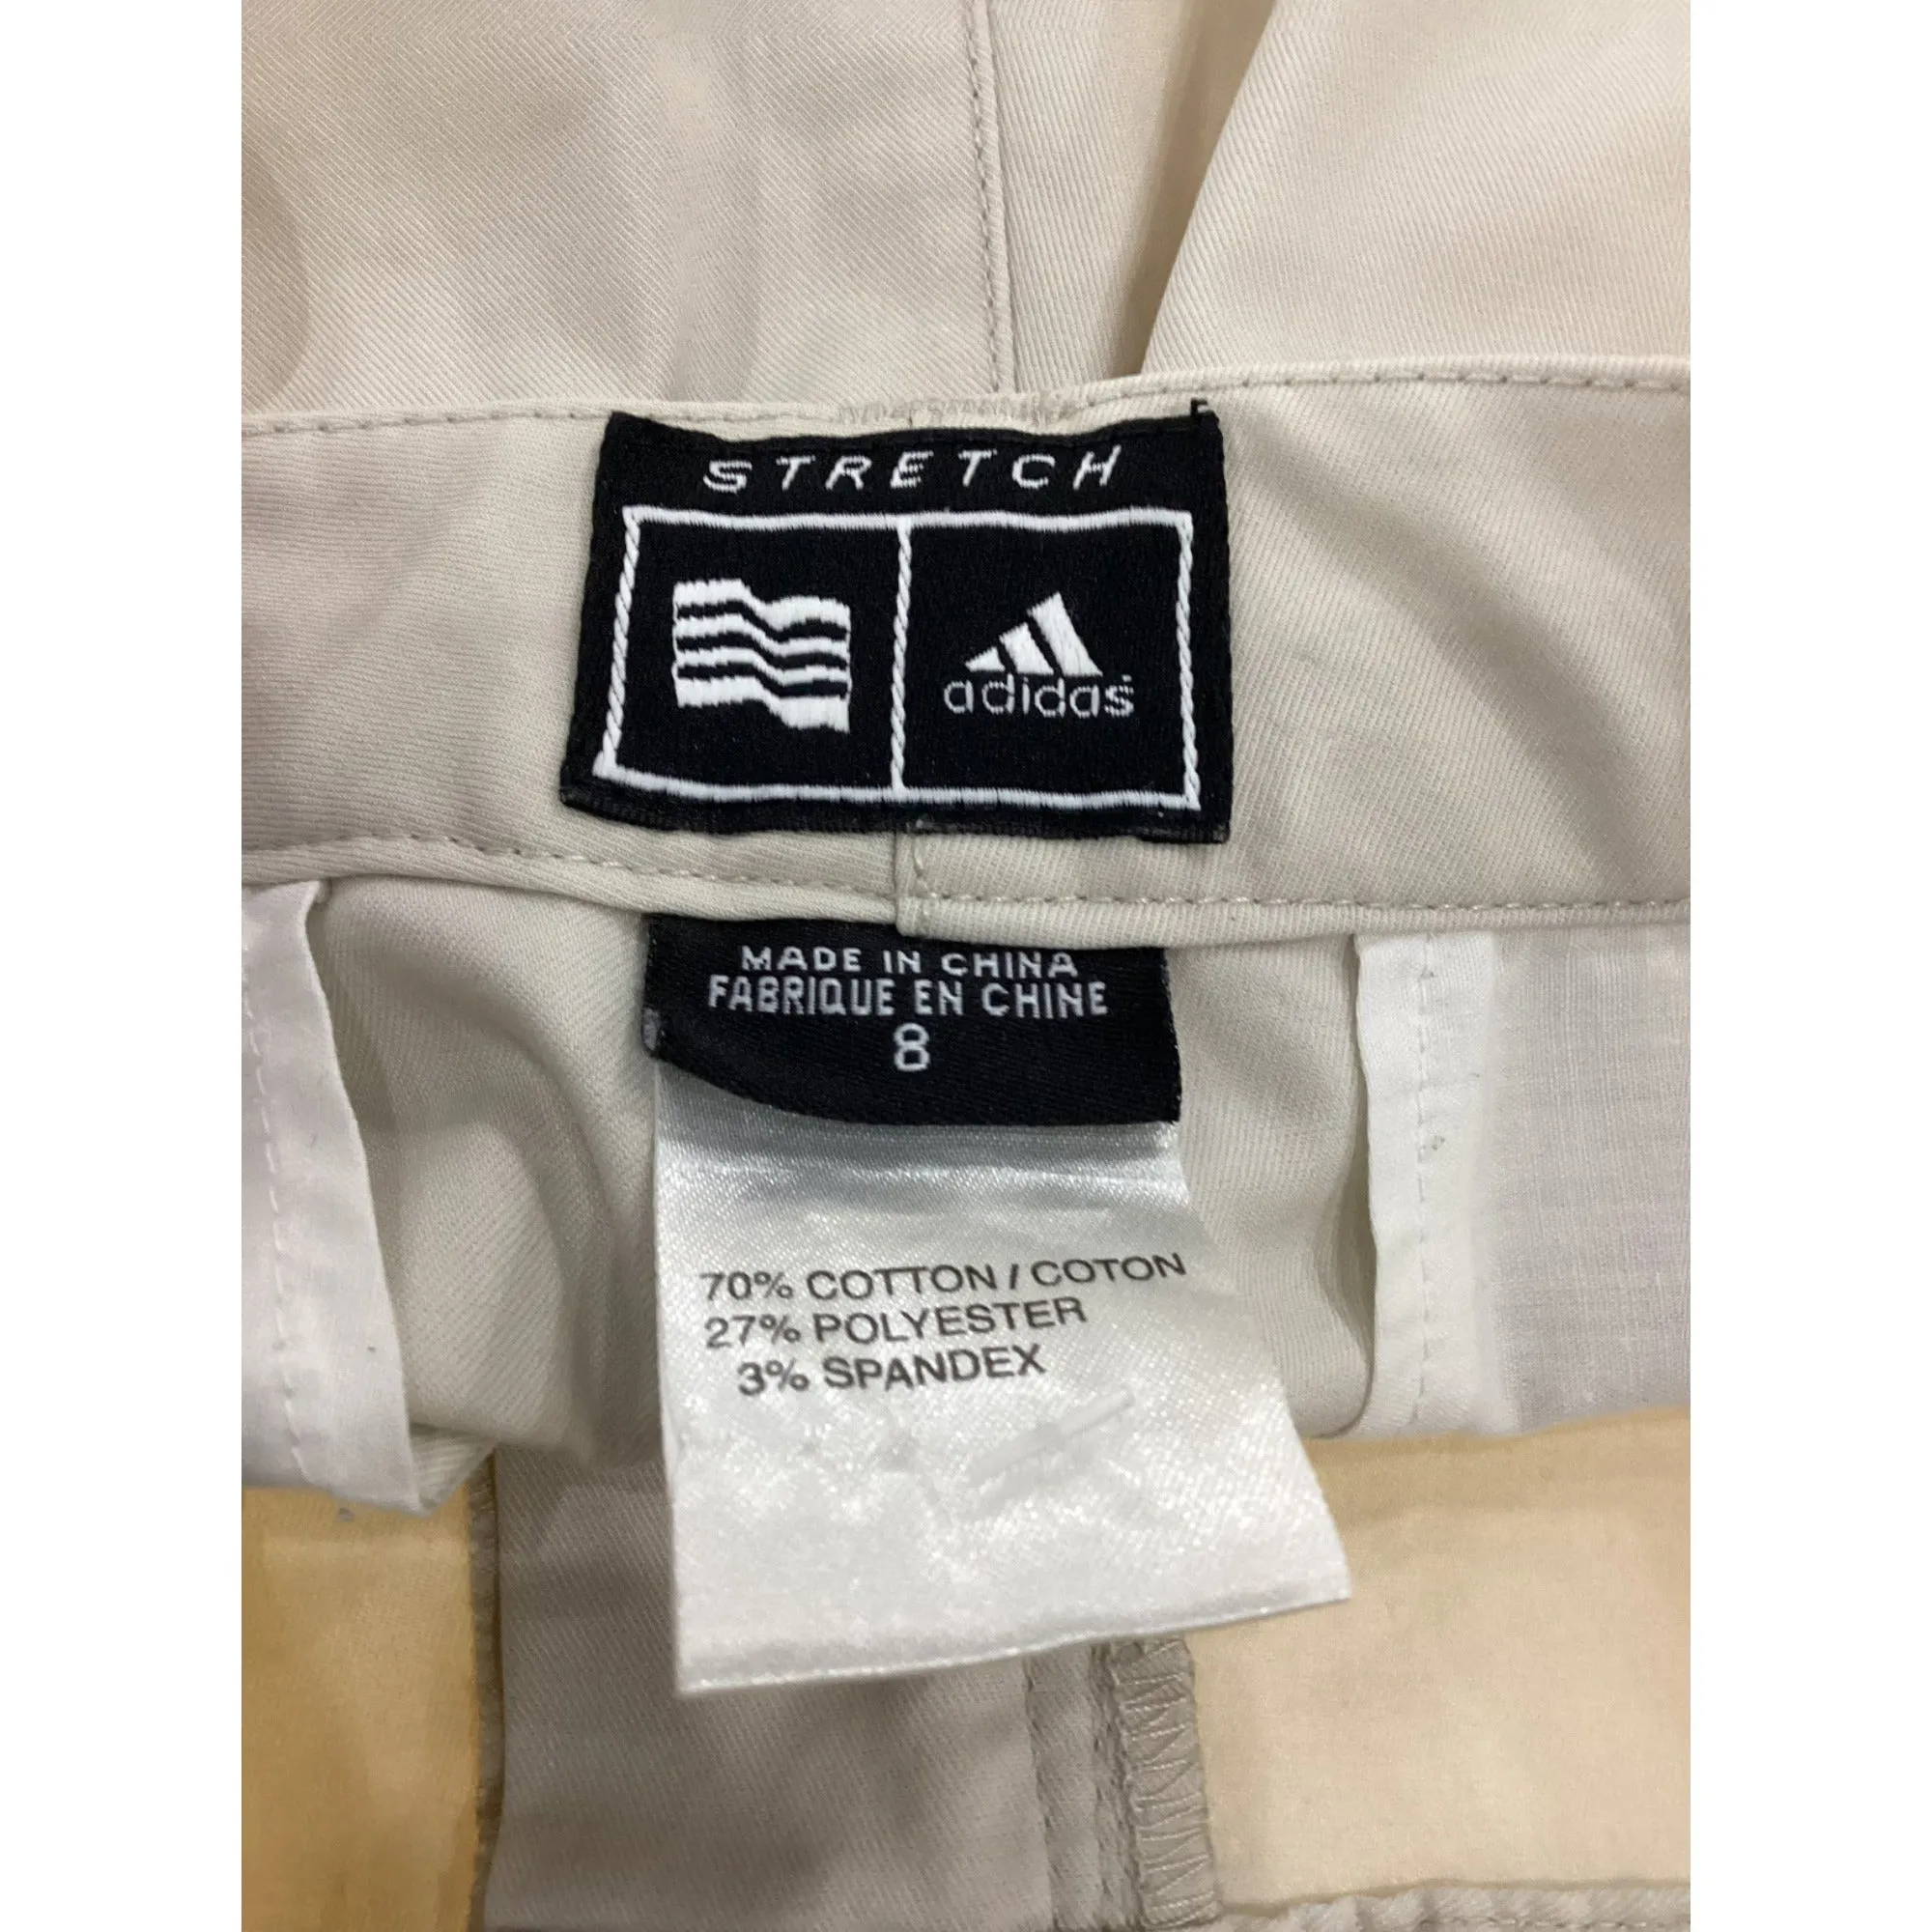 STRETCH
adidas
MADE IN CHINA
FABRIQUE EN CHINE
8
70% COTTON / COTON
27% POLYESTER
3% SPANDEX